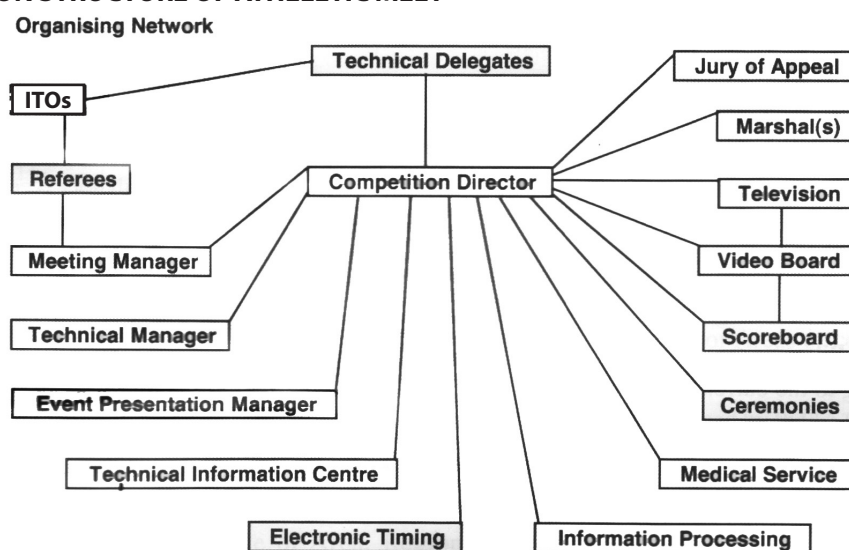 Organising Network
Technical Delegates
Jury of Appeal
ITOs
Marshal(s)
Referees
Competition Director
Television
Meeting Manager
Video Board
Technical Manager
Scoreboard
Event Presentation Manager
Ceremonies
Technical Information Centre
Medical Service
Electronic Timing
Information Processing